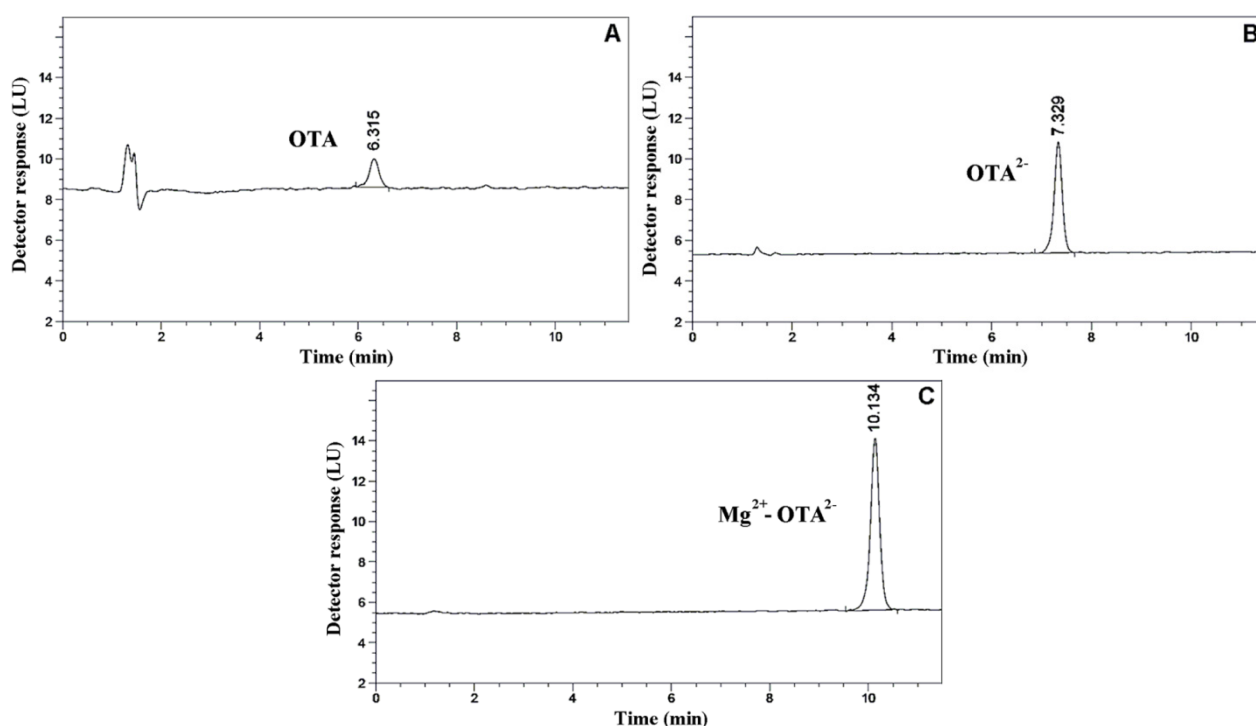 A
Detector response (LU)
14
12
10
8
6
4
2
OTA
6.315
0 2 4 6 8 10
Time (min)
B
Detector response (LU)
14
12
10
8
6
4
2
OTA²⁻
7.329
0 2 4 6 8 10
Time (min)
C
Detector response (LU)
14
12
10
8
6
4
2
Mg²⁺- OTA²⁻
10.134
0 2 4 6 8 10
Time (min)